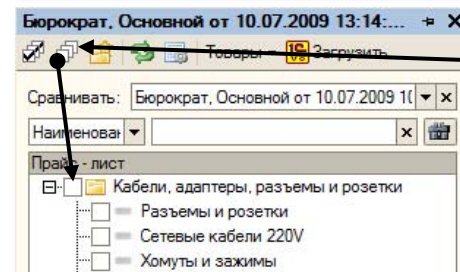 Бюрократ, Основной от 10.07.2009 13:14:...
Товары Загрузить
Сравнивать: Бюрократ, Основной от 10.07.2009 1(
Наименован
Прайс - лист
Кабели, адаптеры, разъемы и розетки
Разъемы и розетки
Сетевые кабели 220V
Хомуты и зажимы